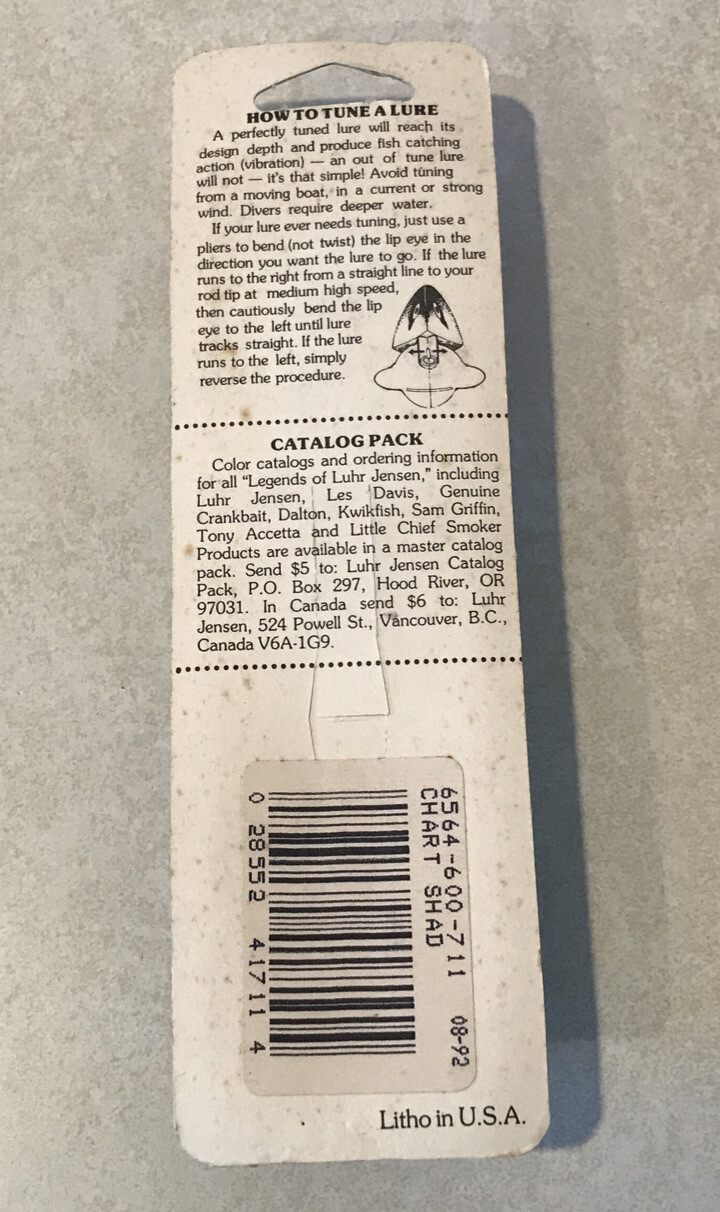 HOW TO TUNE A LURE
A perfectly tuned lure will reach its
design depth and produce fish catching
action (vibration) — an out of tune lure
will not — it's that simple! Avoid tuning
from a moving boat, in a current or strong
wind. Divers require deeper water.
If your lure ever needs tuning, just use a
pliers to bend (not twist) the lip eye in the
direction you want the lure to go. If the lure
runs to the right from a straight line to your
rod tip at medium high speed,
then cautiously bend the lip
eye to the left until lure
tracks straight. If the lure
runs to the left, simply
reverse the procedure.
CATALOG PACK
Color catalogs and ordering information
for all "Legends of Luhr Jensen," including
Luhr Jensen, Les Davis, Genuine
Crankbait, Dalton, Kwikfish, Sam Griffin,
Tony Accetta and Little Chief Smoker
Products are available in a master catalog
pack. Send $5 to: Luhr Jensen Catalog
Pack, P.O. Box 297, Hood River, OR
97031. In Canada send $6 to: Luhr
Jensen, 524 Powell St., Vancouver, B.C.,
Canada V6A-1G9.
6564-600-711 08-92
CHART SHAD
0 28552 41711 4
Litho in U.S.A.